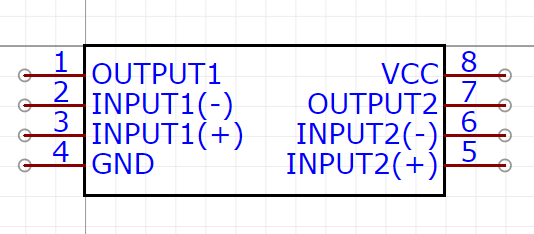 1 OUTPUT1 VCC 8
2 INPUT1(-) OUTPUT2 7
3 INPUT1(+) INPUT2(-) 6
4 GND INPUT2(+) 5